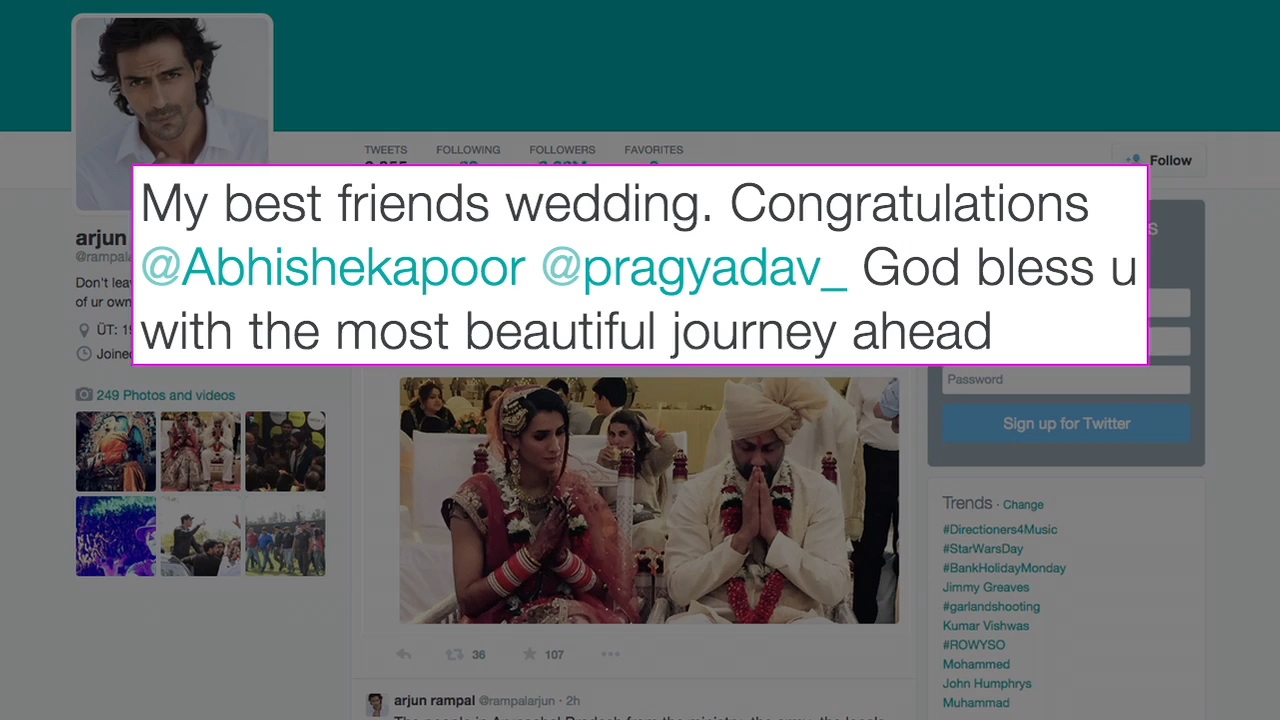 TWEETS
FOLLOWING
FOLLOWERS
FAVORITES
Follow
My best friends wedding. Congratulations
@Abhishekapoor @pragyadav_ God bless u
with the most beautiful journey ahead
arjun
Don't
of ur own
Joined
249 Photos and videos
Password
Sign up for Twitter
36
107
Trends · Change
#Directioners4Music
#StarWarsDay
#BankHolidayMonday
Jimmy Greaves
#garlandshooting
Kumar Vishwas
#ROWYSO
Mohammed
John Humphrys
Muhammad
arjun rampal @rampalarjun · 2h